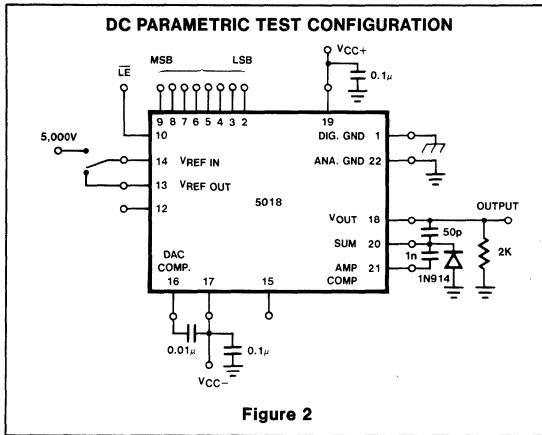 DC PARAMETRIC TEST CONFIGURATION
LE
MSB
LSB
VCC+
0.1µ
9 8 7 6 5 4 3 2
19
10
DIG. GND 1
5,000V
14 VREF IN
ANA. GND 22
13 VREF OUT
12
5018
OUTPUT
VOUT 18
50p
SUM 20
2K
1n
AMP COMP 21
1N914
DAC COMP.
16
17
15
0.01µ
0.1µ
VCC−
Figure 2